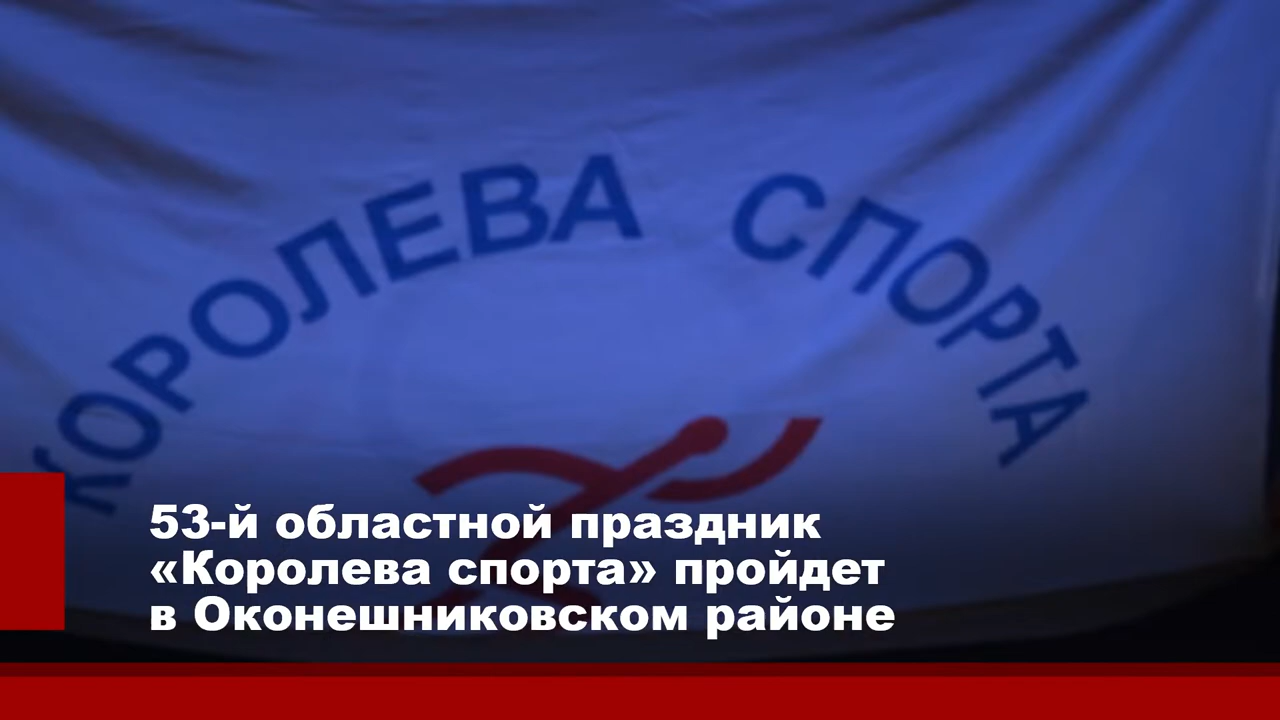 КОРОЛЕВА СПОРТА
53-й областной праздник
«Королева спорта» пройдет
в Оконешниковском районе